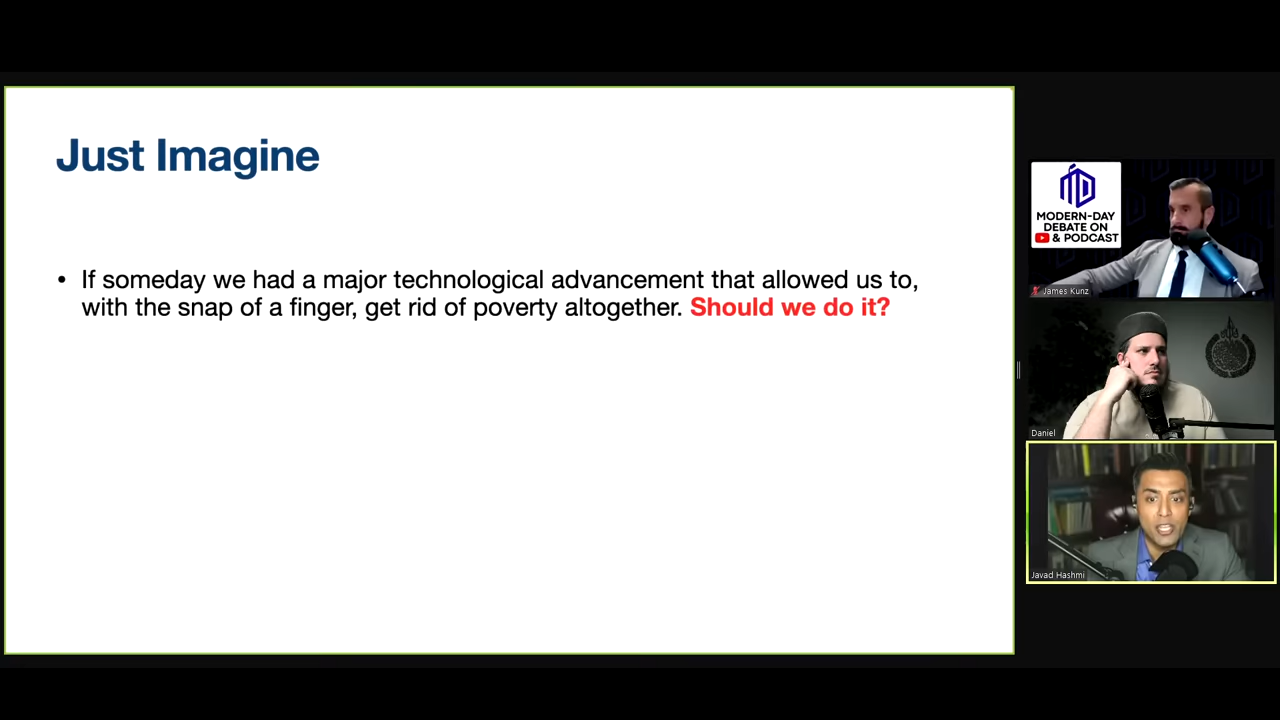 Just Imagine
• If someday we had a major technological advancement that allowed us to,
with the snap of a finger, get rid of poverty altogether. Should we do it?
MODERN-DAY
DEBATE ON
& PODCAST
James Kunz
Daniel
Javad Hashmi